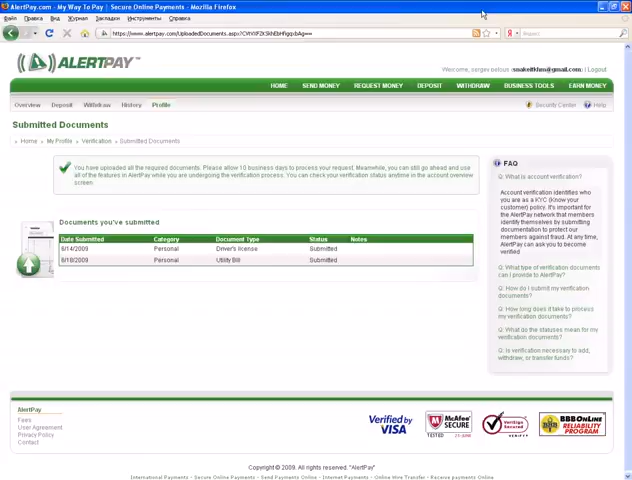 AlertPay.com - My Way To Pay | Secure Online Payments - Mozilla Firefox
Файл Правка Вид Журнал Закладки Инструменты Справка
ALERTPAY™
Logout
HOME SEND MONEY REQUEST MONEY DEPOSIT WITHDRAW BUSINESS TOOLS EARN MONEY
Overview Deposit Withdraw History Profile
Security Center Help
Submitted Documents
Home > My Profile > Verification > Submitted Documents
You have uploaded all the required documents. Please allow 10 business days to process your request. Meanwhile, you can still go ahead and use
all of the features in AlertPay while you are undergoing the verification process. You can check your verification status anytime in the account overview
screen
Documents you've submitted
Date Submitted Category Document Type Status Notes
6/14/2009 Personal Driver's license Submitted
6/18/2009 Personal Utility Bill Submitted
FAQ
Q: What is account verification?
Account verification identifies who
you are as a KYC (Know your
customer) policy. It's important for
the AlertPay network that members
identify themselves by submitting
documentation to protect our
members against fraud. At any time,
AlertPay can ask you to become
verified
Q: What type of verification documents
can I provide to AlertPay?
Q: How do I submit my verification
documents?
Q: How long does it take to process
my verification documents?
Q: What do the statuses mean for my
verification documents?
Q: Is verification necessary to add,
withdraw, or transfer funds?
AlertPay
Fees
User Agreement
Privacy Policy
Contact
Verified by
VISA
McAfee
SECURE
TESTED
VeriSign
Secured
VERIFY
BBB
BBBONLINE
RELIABILITY
PROGRAM
Copyright © 2009. All rights reserved. "AlertPay"
International Payments - Secure Online Payments - Send Payments Online - Internet Payments - Online Wire Transfer - Receive payments Online